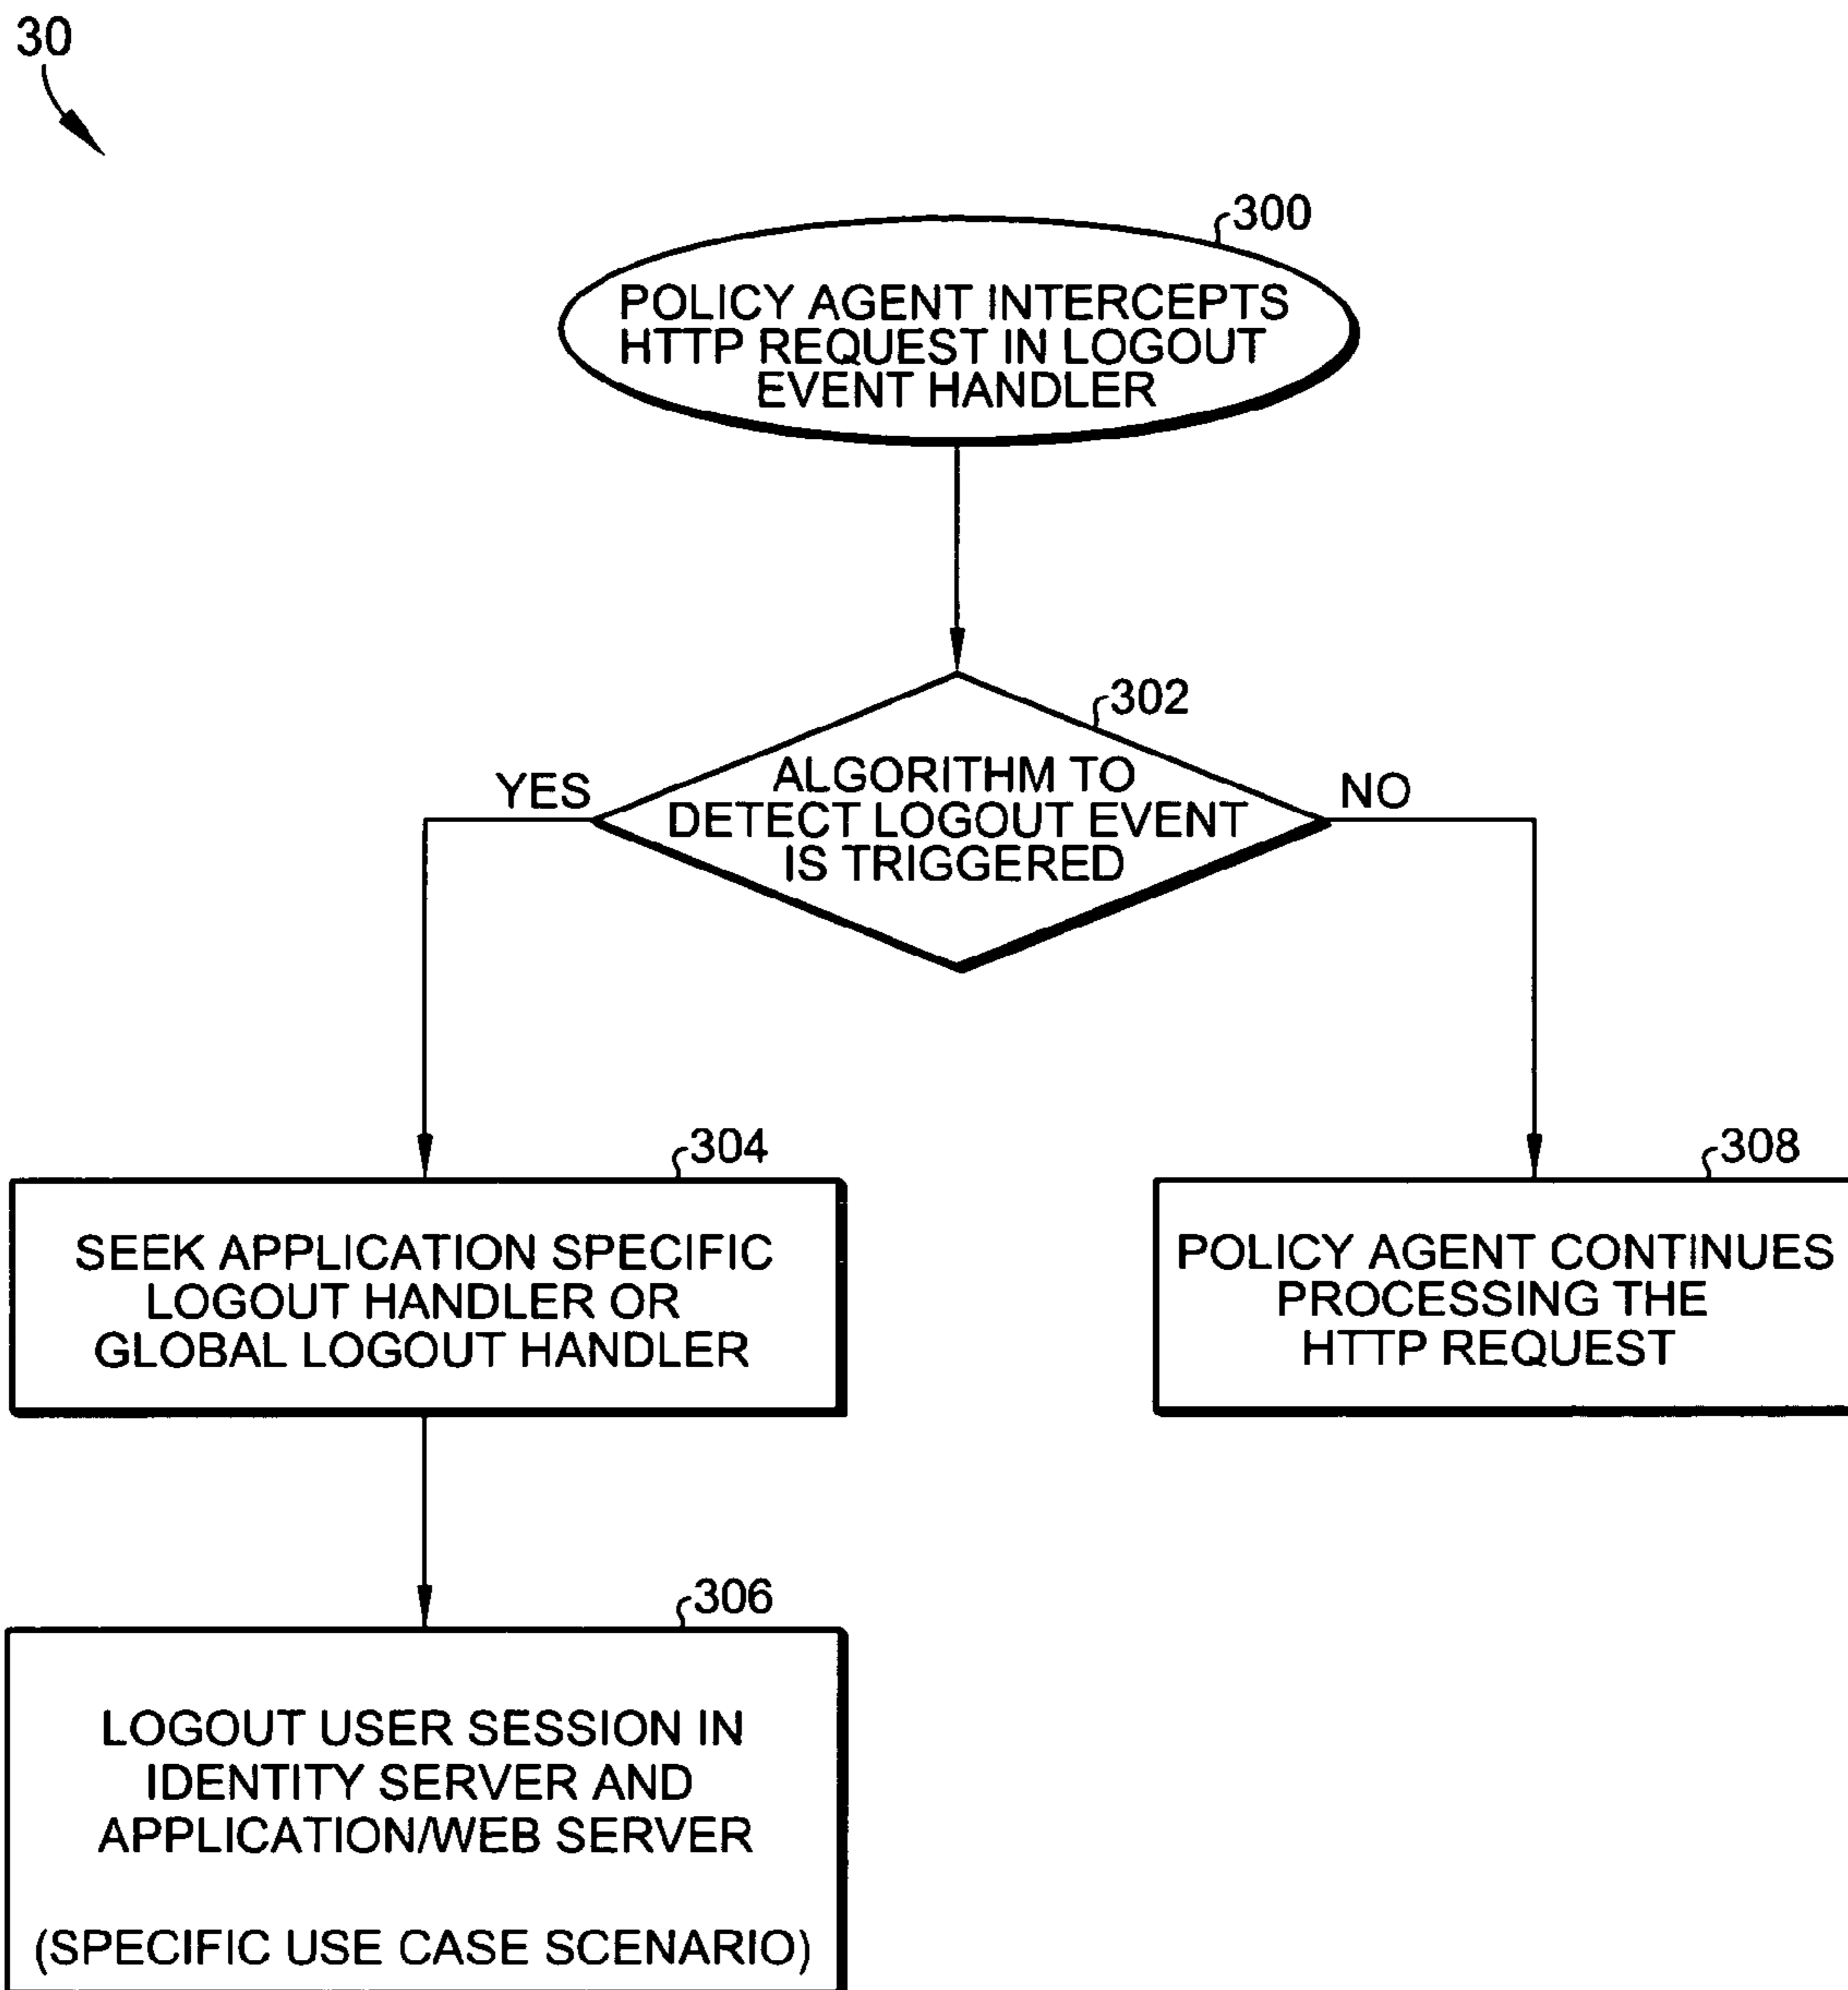 30
300
POLICY AGENT INTERCEPTS
HTTP REQUEST IN LOGOUT
EVENT HANDLER
302
YES
ALGORITHM TO
DETECT LOGOUT EVENT
IS TRIGGERED
NO
304
SEEK APPLICATION SPECIFIC
LOGOUT HANDLER OR
GLOBAL LOGOUT HANDLER
308
POLICY AGENT CONTINUES
PROCESSING THE
HTTP REQUEST
306
LOGOUT USER SESSION IN
IDENTITY SERVER AND
APPLICATION/WEB SERVER
(SPECIFIC USE CASE SCENARIO)